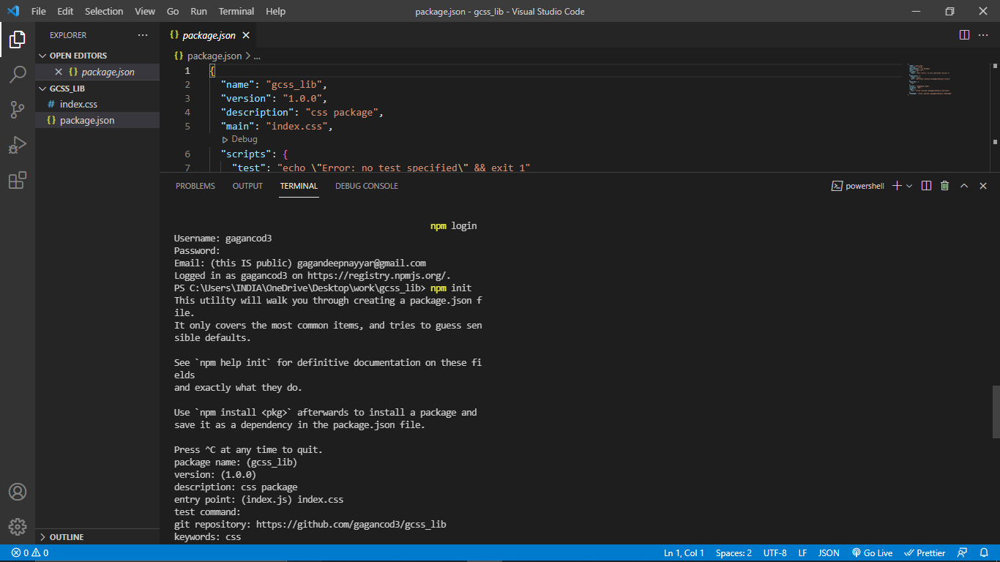 File Edit Selection View Go Run Terminal Help
package.json - gcss_lib - Visual Studio Code
EXPLORER
OPEN EDITORS
package.json
GCSS_LIB
index.css
package.json
OUTLINE
package.json
package.json > ...
1 {
2 "name": "gcss_lib",
3 "version": "1.0.0",
4 "description": "css package",
5 "main": "index.css",
Debug
6 "scripts": {
7 "test": "echo \"Error: no test specified\" && exit 1"
PROBLEMS OUTPUT TERMINAL DEBUG CONSOLE
powershell
npm login
Username: gagancod3
Password:
Email: (this IS public) gagandeepnayyar@gmail.com
Logged in as gagancod3 on https://registry.npmjs.org/.
PS C:\Users\INDIA\OneDrive\Desktop\work\gcss_lib> npm init
This utility will walk you through creating a package.json f
ile.
It only covers the most common items, and tries to guess sen
sible defaults.
See `npm help init` for definitive documentation on these fi
elds
and exactly what they do.
Use `npm install <pkg>` afterwards to install a package and
save it as a dependency in the package.json file.
Press ^C at any time to quit.
package name: (gcss_lib)
version: (1.0.0)
description: css package
entry point: (index.js) index.css
test command:
git repository: https://github.com/gagancod3/gcss_lib
keywords: css
0 0
Ln 1, Col 1 Spaces: 2 UTF-8 LF JSON Go Live Prettier